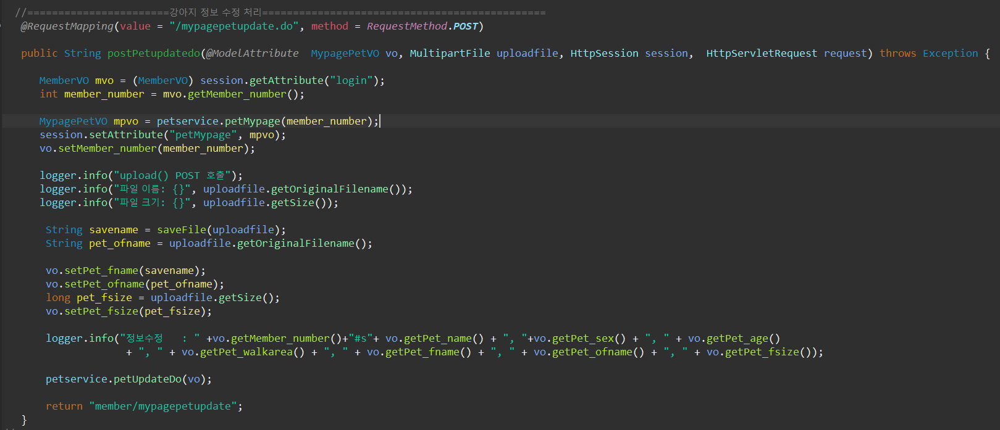 //=======================강아지 정보 수정 처리==============================================
@RequestMapping(value = "/mypagepetupdate.do", method = RequestMethod.POST)
public String postPetupdatedo(@ModelAttribute  MypagePetVO vo, MultipartFile uploadfile, HttpSession session,  HttpServletRequest request) throws Exception {
MemberVO mvo = (MemberVO) session.getAttribute("login");
int member_number = mvo.getMember_number();
MypagePetVO mpvo = petservice.petMypage(member_number);
session.setAttribute("petMypage", mpvo);
vo.setMember_number(member_number);
logger.info("upload() POST 호출");
logger.info("파일 이름: {}", uploadfile.getOriginalFilename());
logger.info("파일 크기: {}", uploadfile.getSize());
String savename = saveFile(uploadfile);
String pet_ofname = uploadfile.getOriginalFilename();
vo.setPet_fname(savename);
vo.setPet_ofname(pet_ofname);
long pet_fsize = uploadfile.getSize();
vo.setPet_fsize(pet_fsize);
logger.info("정보수정   : " +vo.getMember_number()+"#s"+ vo.getPet_name() + ", "+vo.getPet_sex() + ", " + vo.getPet_age()
+ ", " + vo.getPet_walkarea() + ", " + vo.getPet_fname() + ", " + vo.getPet_ofname() + ", " + vo.getPet_fsize());
petservice.petUpdateDo(vo);
return "member/mypagepetupdate";
}